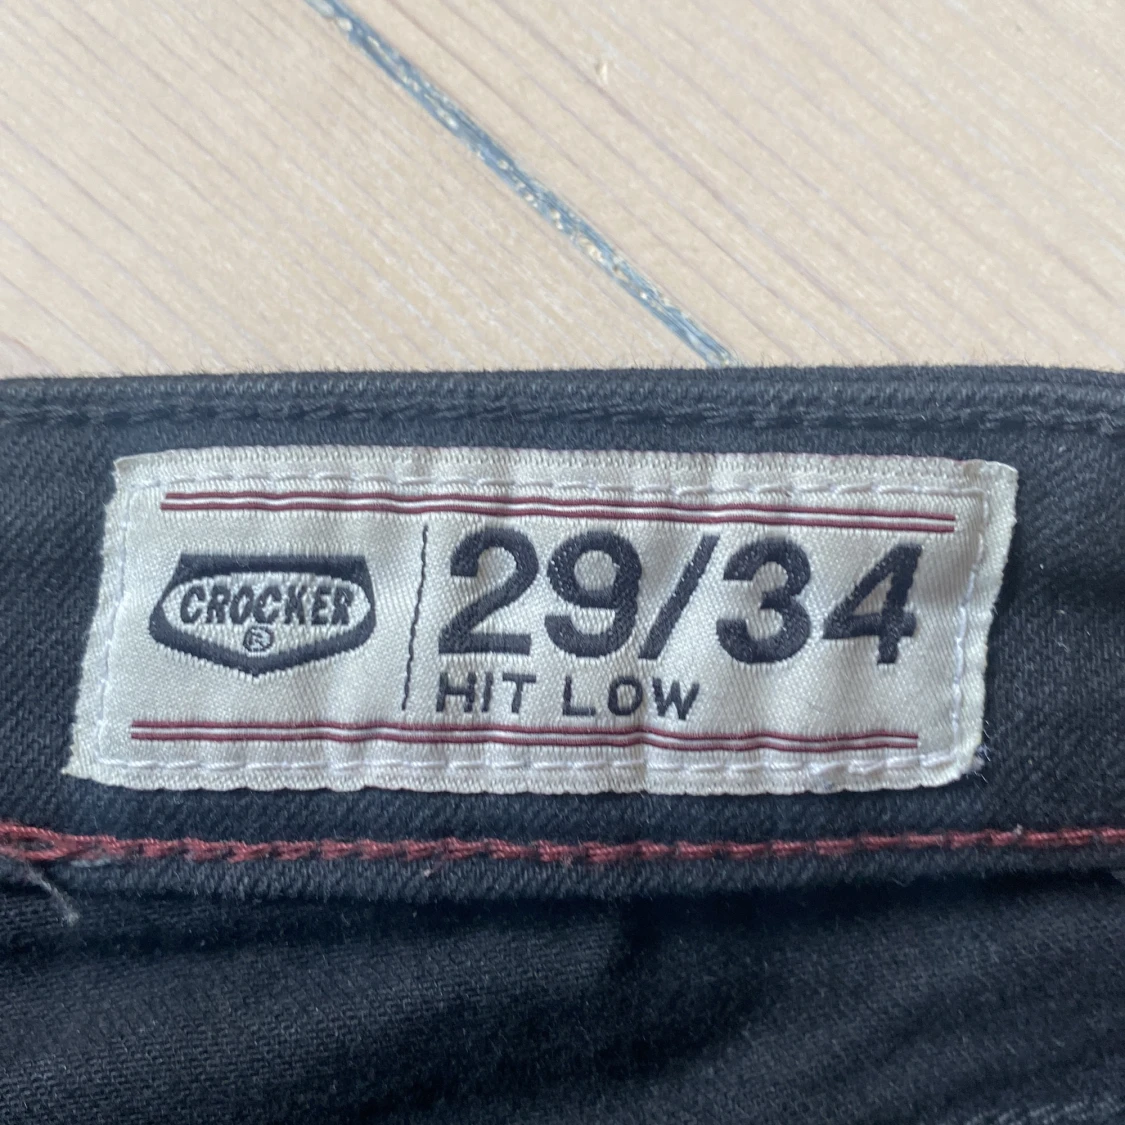 CROCKER
®
29/34
HIT LOW